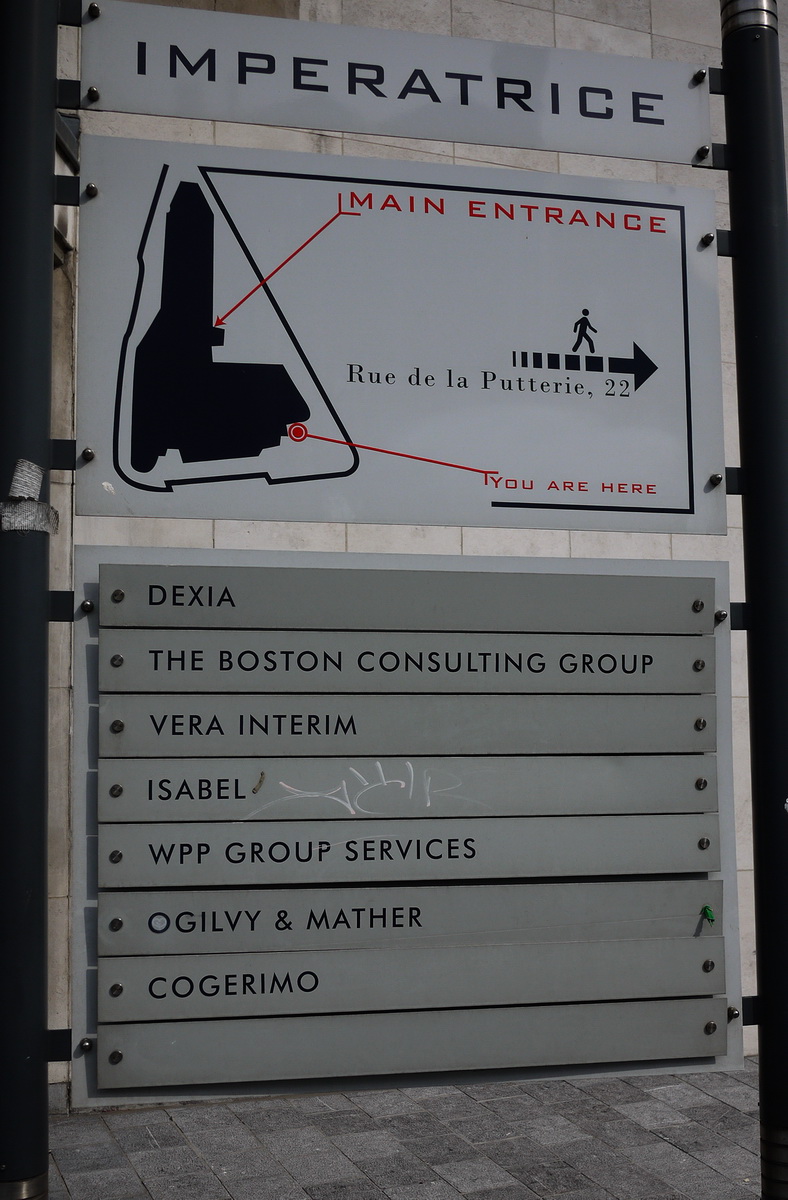 IMPERATRICE
MAIN ENTRANCE
Rue de la Putterie, 22
YOU ARE HERE
DEXIA
THE BOSTON CONSULTING GROUP
VERA INTERIM
ISABEL
WPP GROUP SERVICES
OGILVY & MATHER
COGERIMO